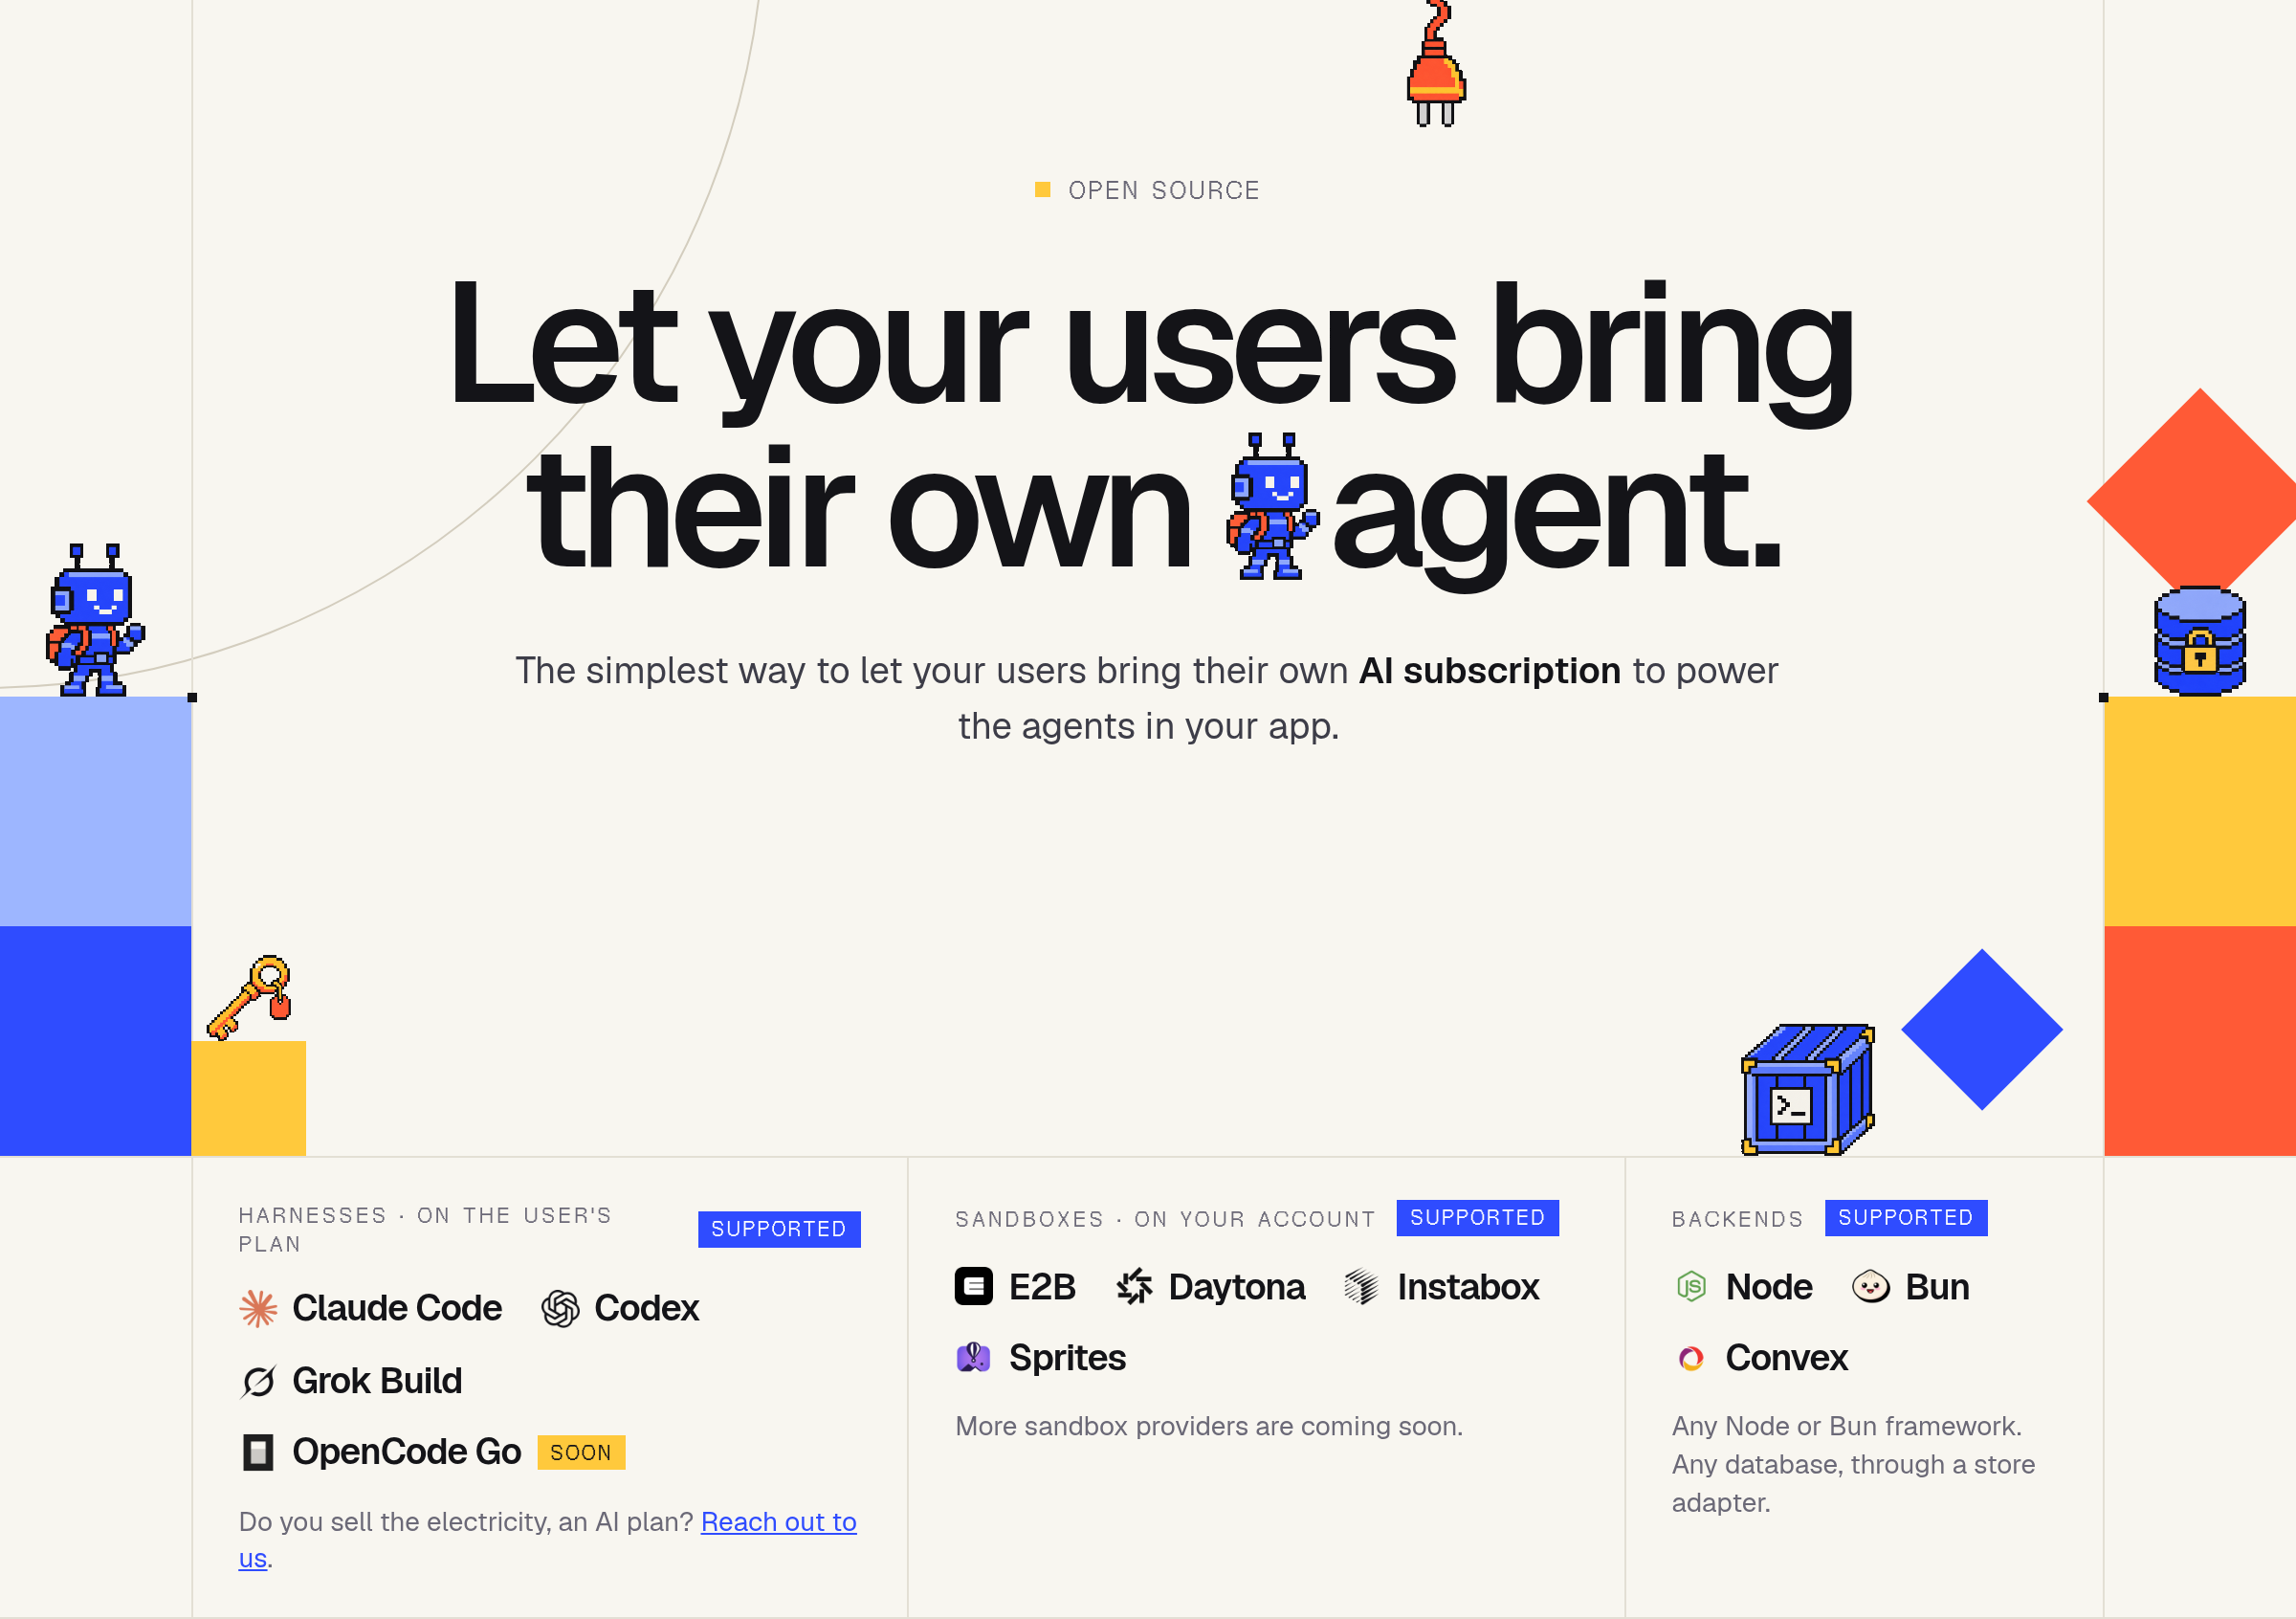 OPEN SOURCE
Let your users bring
their own agent.
The simplest way to let your users bring their own AI subscription to power
the agents in your app.
HARNESSES · ON THE USER'S
PLAN
SUPPORTED
Claude Code
Codex
Grok Build
OpenCode Go
SOON
Do you sell the electricity, an AI plan? Reach out to
us.
SANDBOXES · ON YOUR ACCOUNT
SUPPORTED
E2B
Daytona
Instabox
Sprites
More sandbox providers are coming soon.
BACKENDS
SUPPORTED
Node
Bun
Convex
Any Node or Bun framework.
Any database, through a store
adapter.